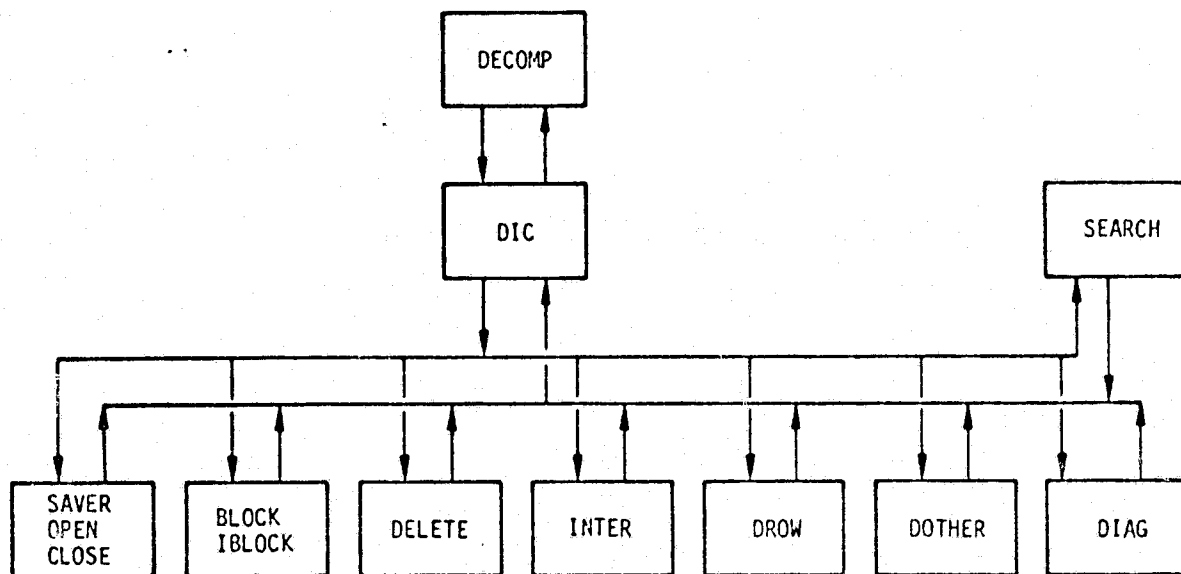 DECOMP
DIC
SEARCH
SAVER
OPEN
CLOSE
BLOCK
IBLOCK
DELETE
INTER
DROW
DOTHER
DIAG